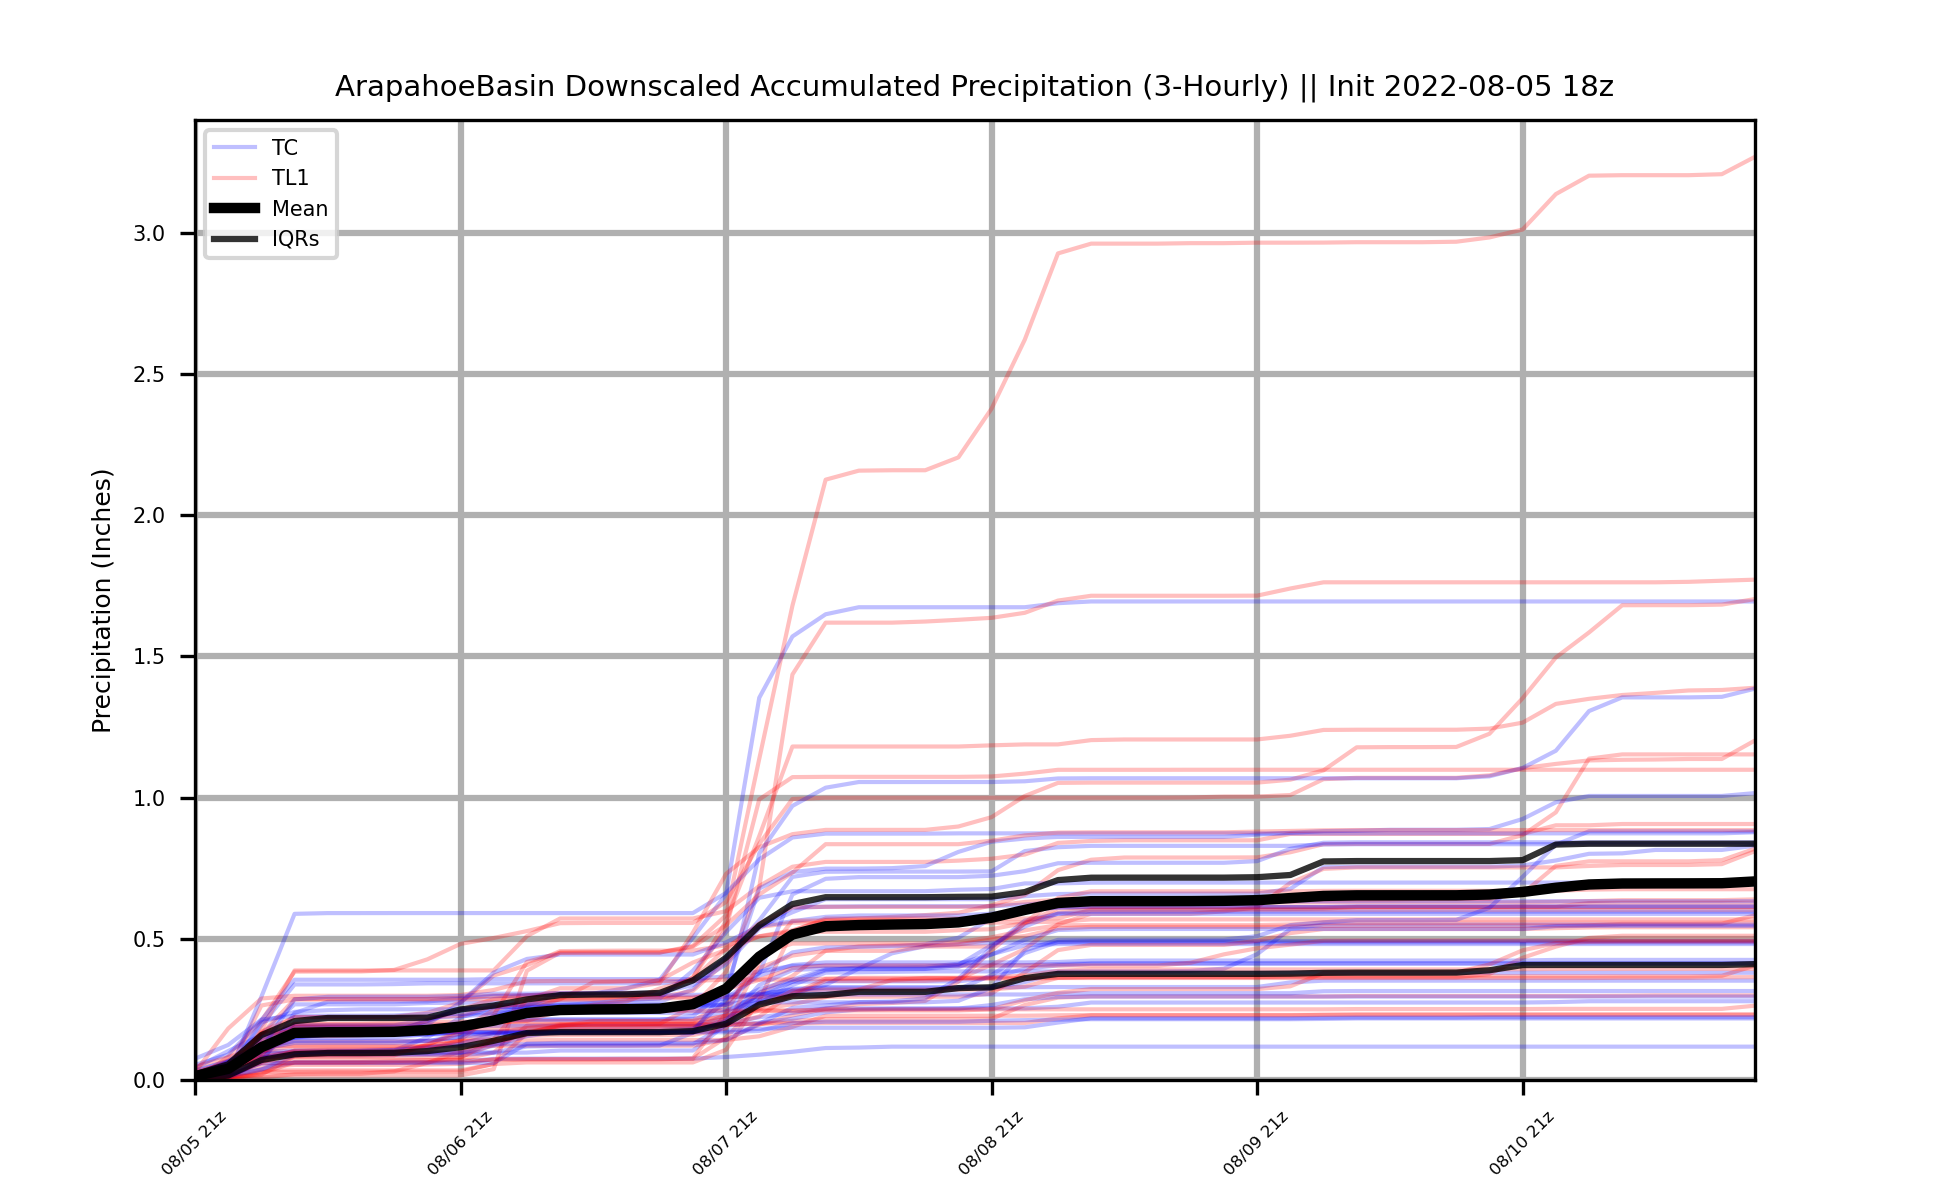 ArapahoeBasin Downscaled Accumulated Precipitation (3-Hourly) || Init 2022-08-05 18z
TC
TL1
Mean
IQRs
Precipitation (Inches)
3.0
2.5
2.0
1.5
1.0
0.5
0.0
08/05 21z
08/06 21z
08/07 21z
08/08 21z
08/09 21z
08/10 21z